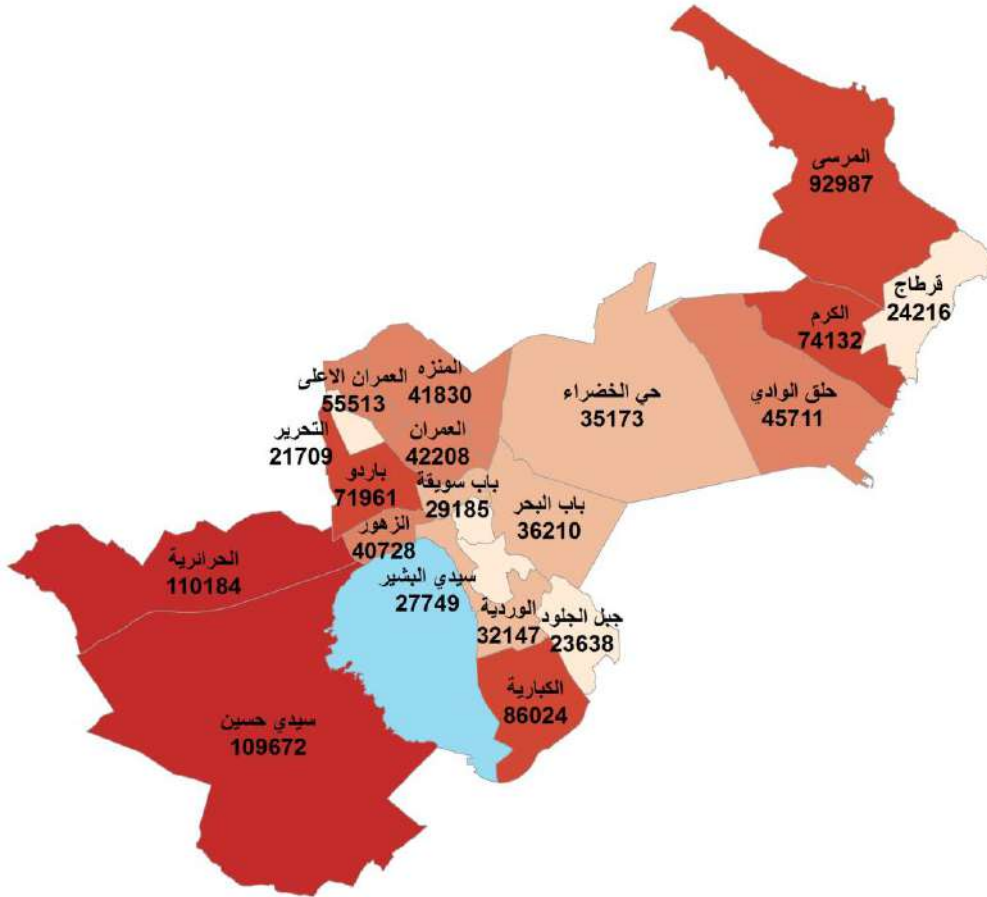 المرسى
92987
قرطاج
24216
الكرم
74132
حلق الوادي
45711
حي الخضراء
35173
المنزه
41830
العمران الاعلى
55513
العمران
42208
التحرير
21709
باردو
71961
باب سويقة
29185
باب البحر
36210
الزهور
40728
الحرائرية
110184
سيدي البشير
27749
الوردية
32147
جبل الجلود
23638
الكبارية
86024
سيدي حسين
109672